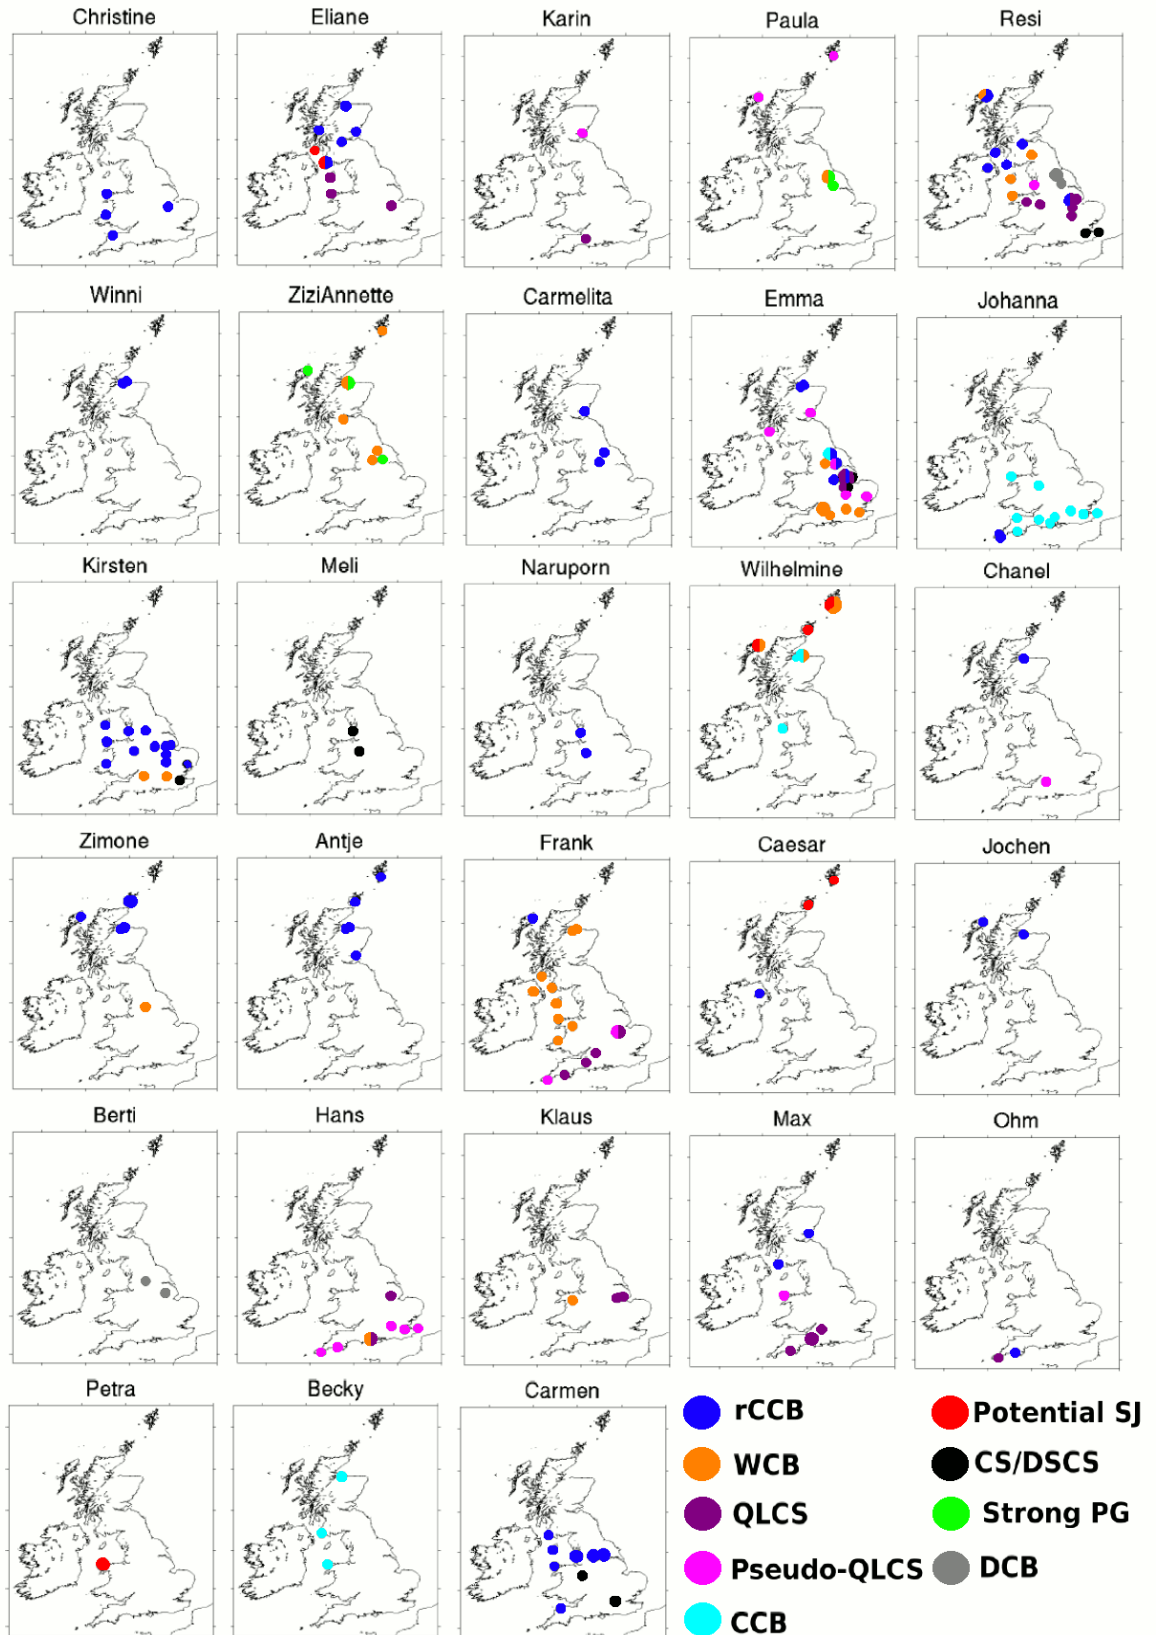 Christine Eliane Karin Paula Resi
Winni ZiziAnnette Carmelita Emma Johanna
Kirsten Meli Naruporn Wilhelmine Chanel
Zimone Antje Frank Caesar Jochen
Berti Hans Klaus Max Ohm
Petra Becky Carmen
rCCB Potential SJ
WCB CS/DSCS
QLCS Strong PG
Pseudo-QLCS DCB
CCB